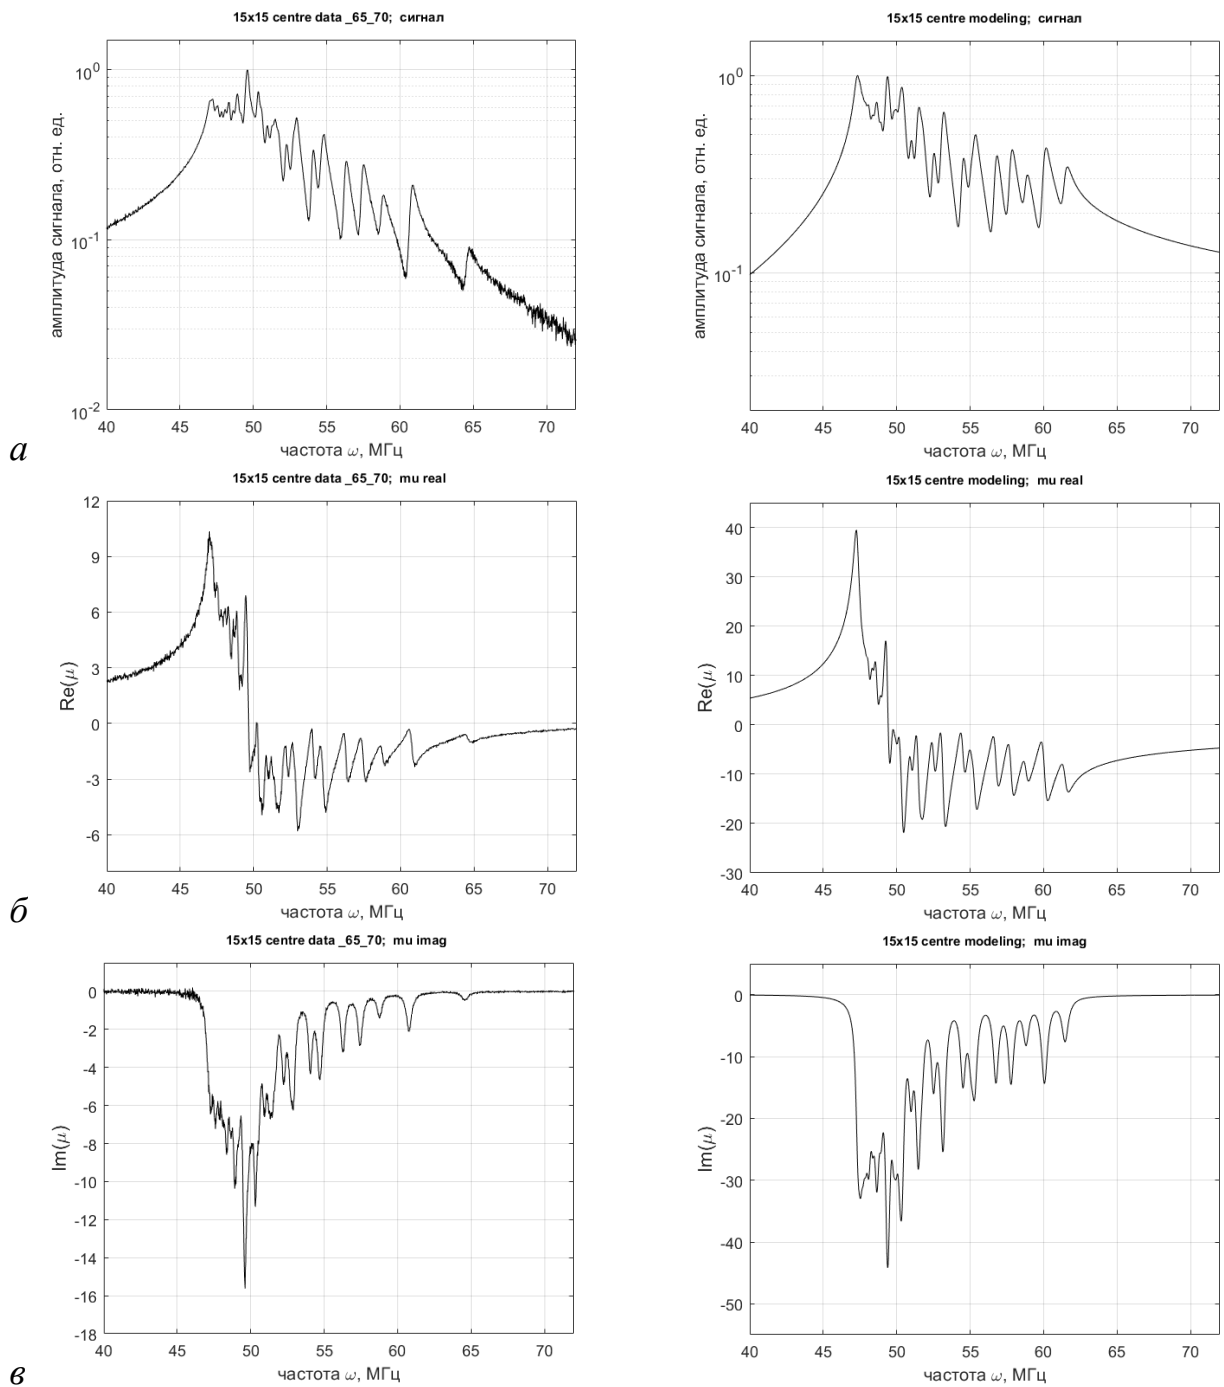 15x15 centre data _65_70;  сигнал
амплитуда сигнала, отн. ед.
10^0
10^-1
10^-2
40 45 50 55 60 65 70
частота ω, МГц
15x15 centre modeling;  сигнал
амплитуда сигнала, отн. ед.
10^0
10^-1
40 45 50 55 60 65 70
частота ω, МГц
а
15x15 centre data _65_70;  mu real
Re(μ)
12
9
6
3
0
-3
-6
40 45 50 55 60 65 70
частота ω, МГц
15x15 centre modeling;  mu real
Re(μ)
40
30
20
10
0
-10
-20
-30
40 45 50 55 60 65 70
частота ω, МГц
б
15x15 centre data _65_70;  mu imag
Im(μ)
0
-2
-4
-6
-8
-10
-12
-14
-16
-18
40 45 50 55 60 65 70
частота ω, МГц
15x15 centre modeling;  mu imag
Im(μ)
0
-10
-20
-30
-40
-50
40 45 50 55 60 65 70
частота ω, МГц
в